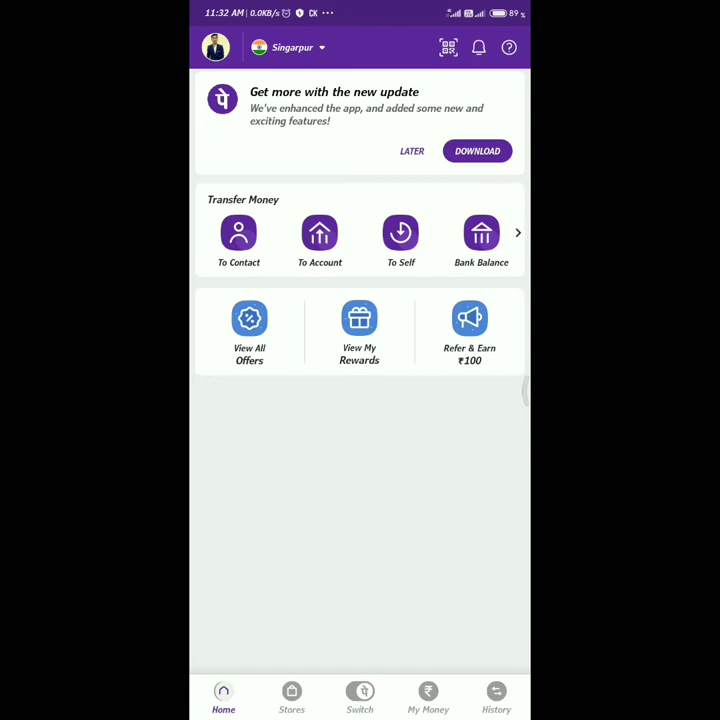 11:32 AM | 0.0KB/s CK ... 89 %
Singarpur
पे
Get more with the new update
We've enhanced the app, and added some new and
exciting features!
LATER DOWNLOAD
Transfer Money
To Contact To Account To Self Bank Balance
View All View My Refer & Earn
Offers Rewards ₹100
पे ₹
Home Stores Switch My Money History